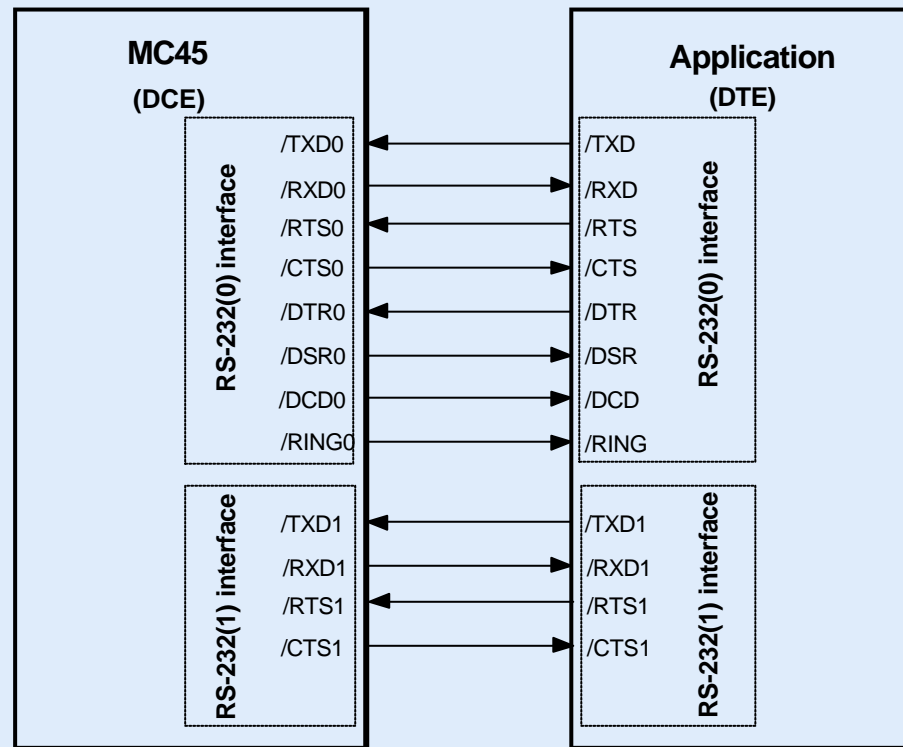 MC45
(DCE)
RS-232(0) interface
/TXD0
/RXD0
/RTS0
/CTS0
/DTR0
/DSR0
/DCD0
/RING0
RS-232(1) interface
/TXD1
/RXD1
/RTS1
/CTS1
Application
(DTE)
/TXD
/RXD
/RTS
/CTS
/DTR
/DSR
/DCD
/RING
RS-232(0) interface
/TXD1
/RXD1
/RTS1
/CTS1
RS-232(1) interface